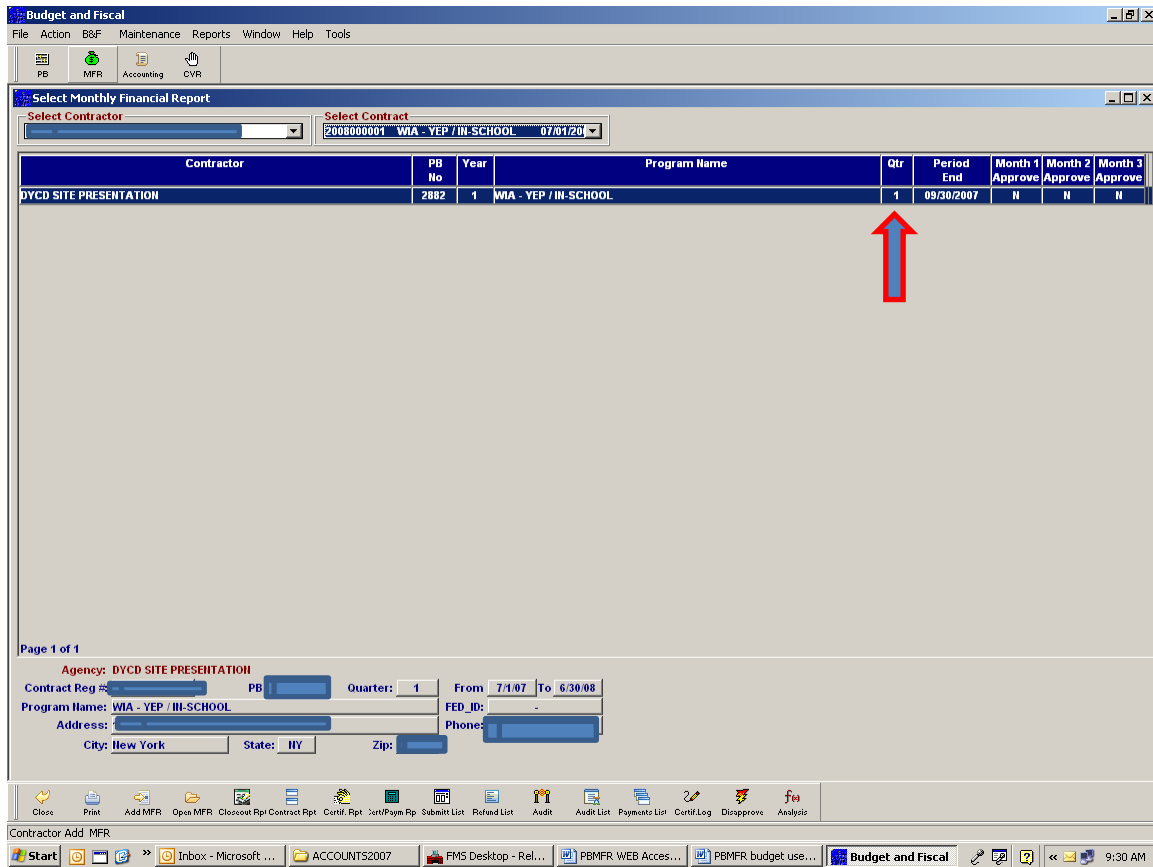 Budget and Fiscal
File Action B&F Maintenance Reports Window Help Tools
PB MFR Accounting CVR
Select Monthly Financial Report
Select Contractor Select Contract
2008000001 WIA - YEP / IN-SCHOOL 07/01/20
Contractor PB No Year Program Name Qtr Period End Month 1 Approve Month 2 Approve Month 3 Approve
DYCD SITE PRESENTATION 2882 1 WIA - YEP / IN-SCHOOL 1 09/30/2007 N N N
Page 1 of 1
Agency: DYCD SITE PRESENTATION
Contract Reg #: PB Quarter: 1 From 7/1/07 To 6/30/08
Program Name: WIA - YEP / IN-SCHOOL FED_ID: -
Address: Phone:
City: New York State: NY Zip:
Close Print Add MFR Open MFR Closeout Rpt Contract Rpt Certif. Rpt Cert/Paym Rp Submitt List Refund List Audit Audit List Payments List Certif.Log Disapprove Analysis
Contractor Add MFR
Start » Inbox - Microsoft ... ACCOUNTS2007 FMS Desktop - Rel... PBMFR WEB Acces... PBMFR budget use... Budget and Fiscal « 9:30 AM